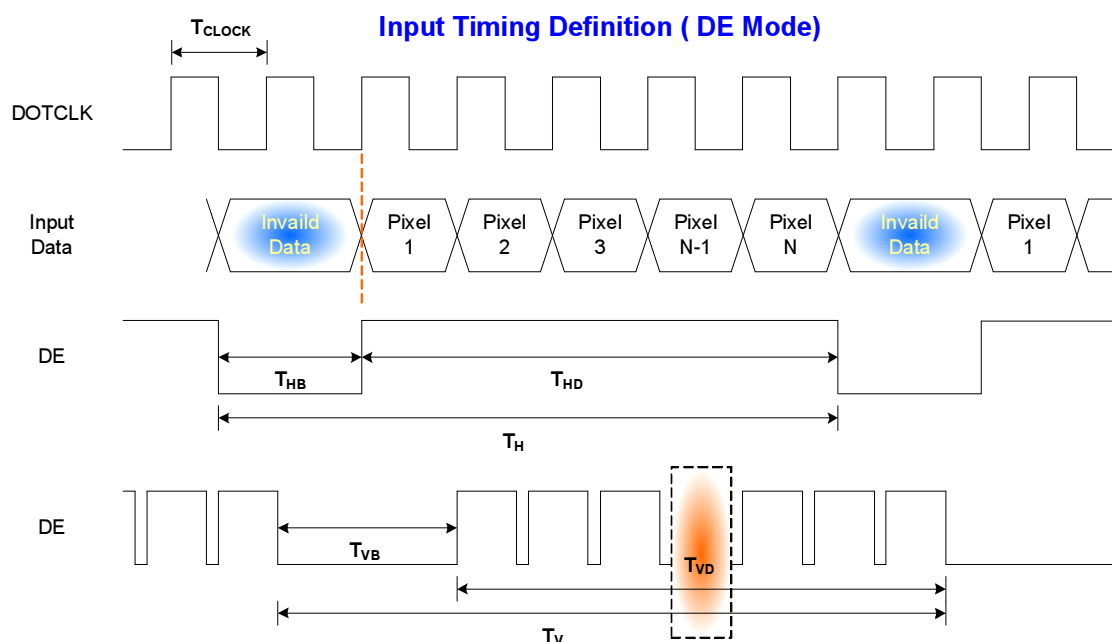 Input Timing Definition ( DE Mode)
TCLOCK
DOTCLK
Input
Data
Invaild
Data
Pixel
1
Pixel
2
Pixel
3
Pixel
N-1
Pixel
N
Invaild
Data
Pixel
1
DE
THB
THD
TH
DE
TVB
TVD
TV